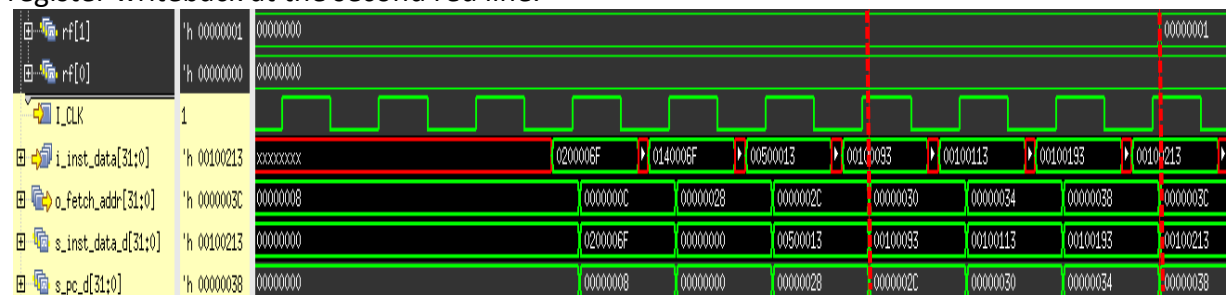 register writeback at the second red line.
rf[1] 'h 00000001 00000000 00000001
rf[0] 'h 00000000 00000000
I_CLK 1
i_inst_data[31:0] 'h 00100213 xxxxxxxx 0200006F 0140006F 00500013 00100093 00100113 00100193 00100213
o_fetch_addr[31:0] 'h 0000003C 00000008 0000000C 00000028 0000002C 00000030 00000034 00000038 0000003C
s_inst_data_d[31:0] 'h 00100213 00000000 0200006F 00000000 00500013 00100093 00100113 00100193 00100213
s_pc_d[31:0] 'h 00000038 00000000 00000008 00000000 00000028 0000002C 00000030 00000034 00000038